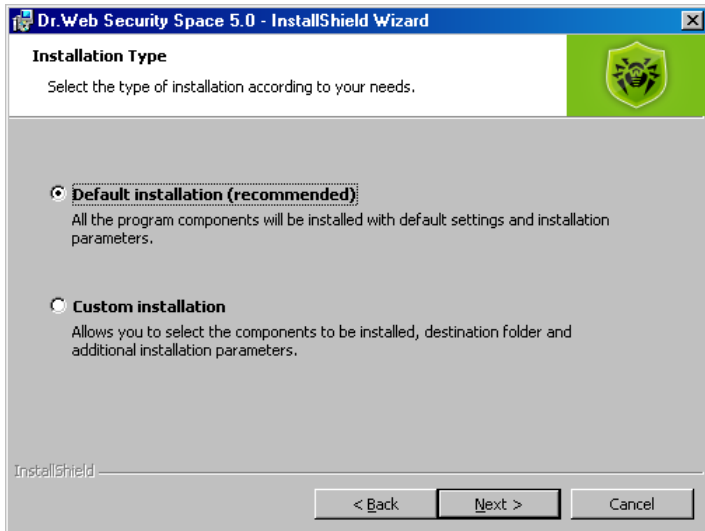 Dr.Web Security Space 5.0 - InstallShield Wizard
Installation Type
Select the type of installation according to your needs.
Default installation (recommended)
All the program components will be installed with default settings and installation
parameters.
Custom installation
Allows you to select the components to be installed, destination folder and
additional installation parameters.
InstallShield
< Back
Next >
Cancel